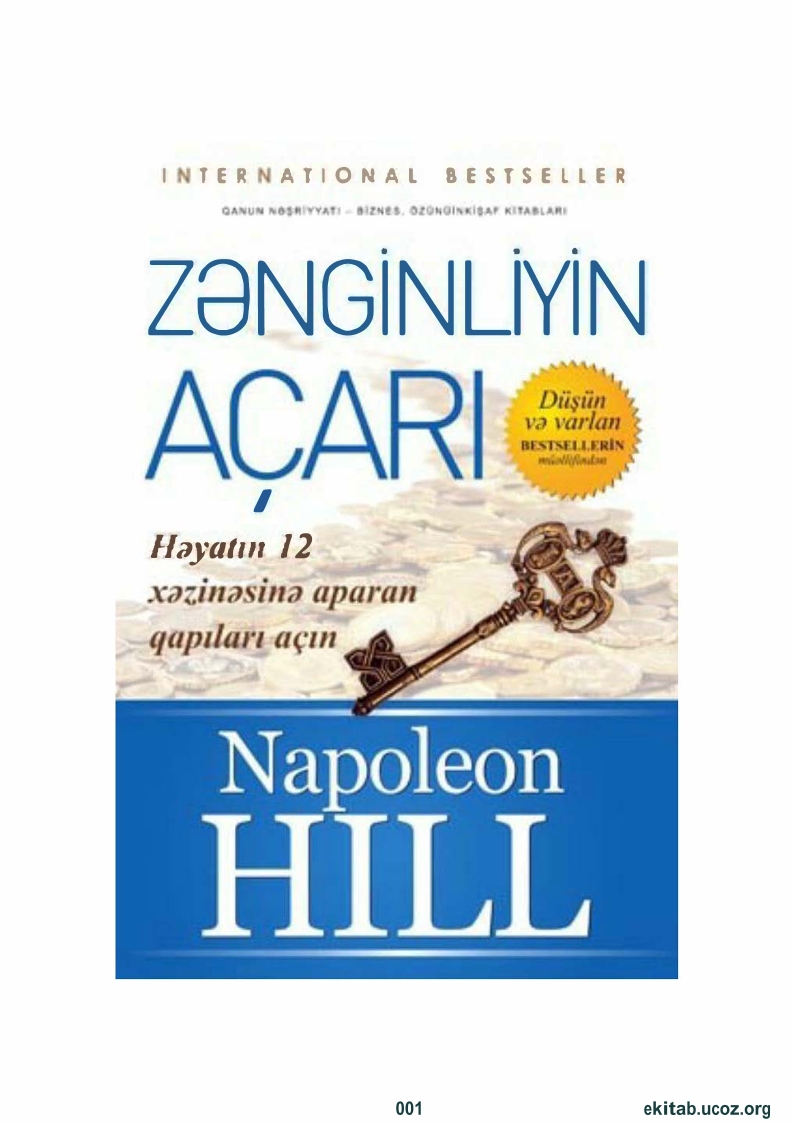 INTERNATIONAL BESTSELLER
QANUN NƏŞRİYYATI – BİZNES, ÖZÜNÜİNKİŞAF KİTABLARI
ZƏNGİNLİYİN
AÇARI
Düşün
və varlan
BESTSELLERİN
müəllifindən
Həyatın 12
xəzinəsinə aparan
qapıları açın
Napoleon
HILL
001 ekitab.ucoz.org